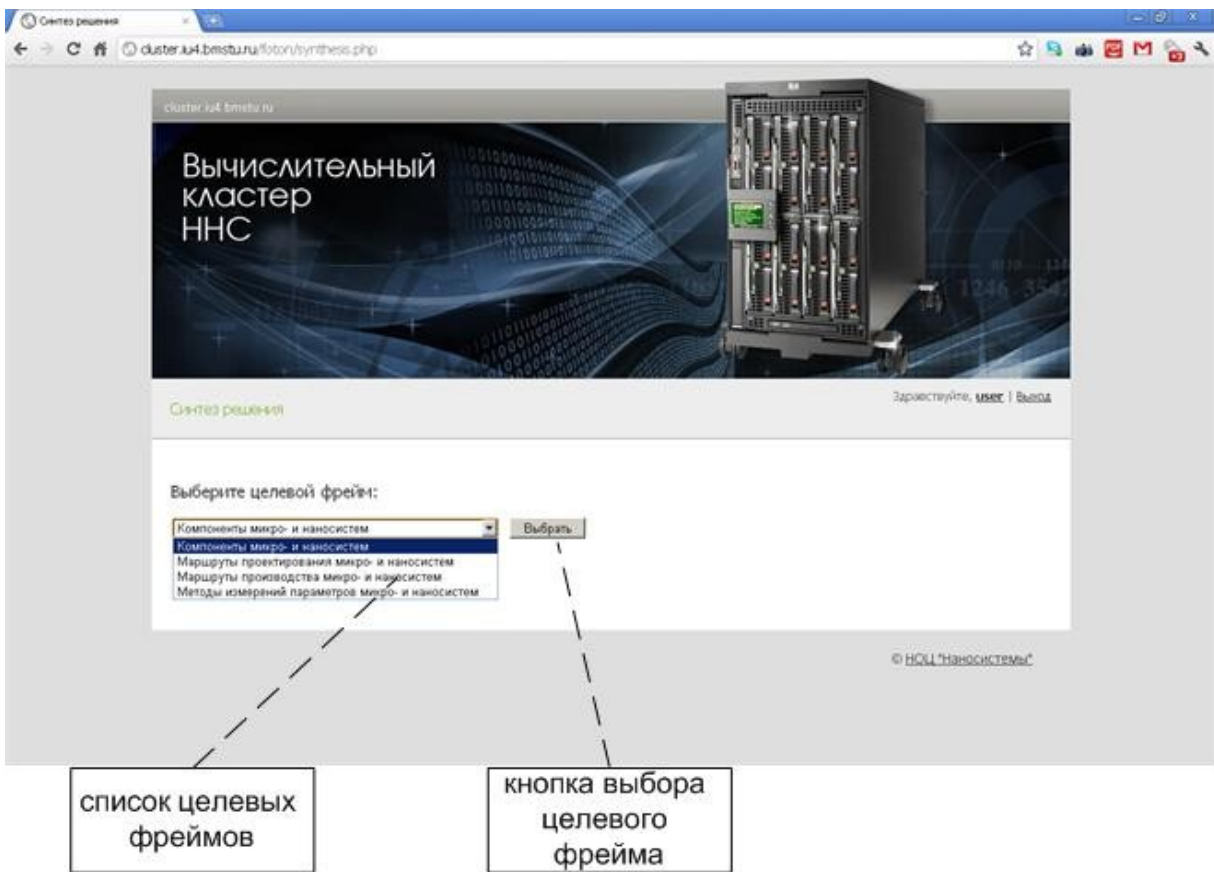 Синтез решения
cluster.iu4.bmstu.ru/foton/synthesis.php
cluster.iu4.bmstu.ru
Вычислительный
кластер
ННС
Здравствуйте, user | Выход
Синтез решения
Выберите целевой фрейм:
Компоненты микро- и наносистем
Выбрать
Компоненты микро- и наносистем
Маршруты проектирования микро- и наносистем
Маршруты производства микро- и наносистем
Методы измерений параметров микро- и наносистем
© НОЦ "Наносистемы"
список целевых
фреймов
кнопка выбора
целевого
фрейма